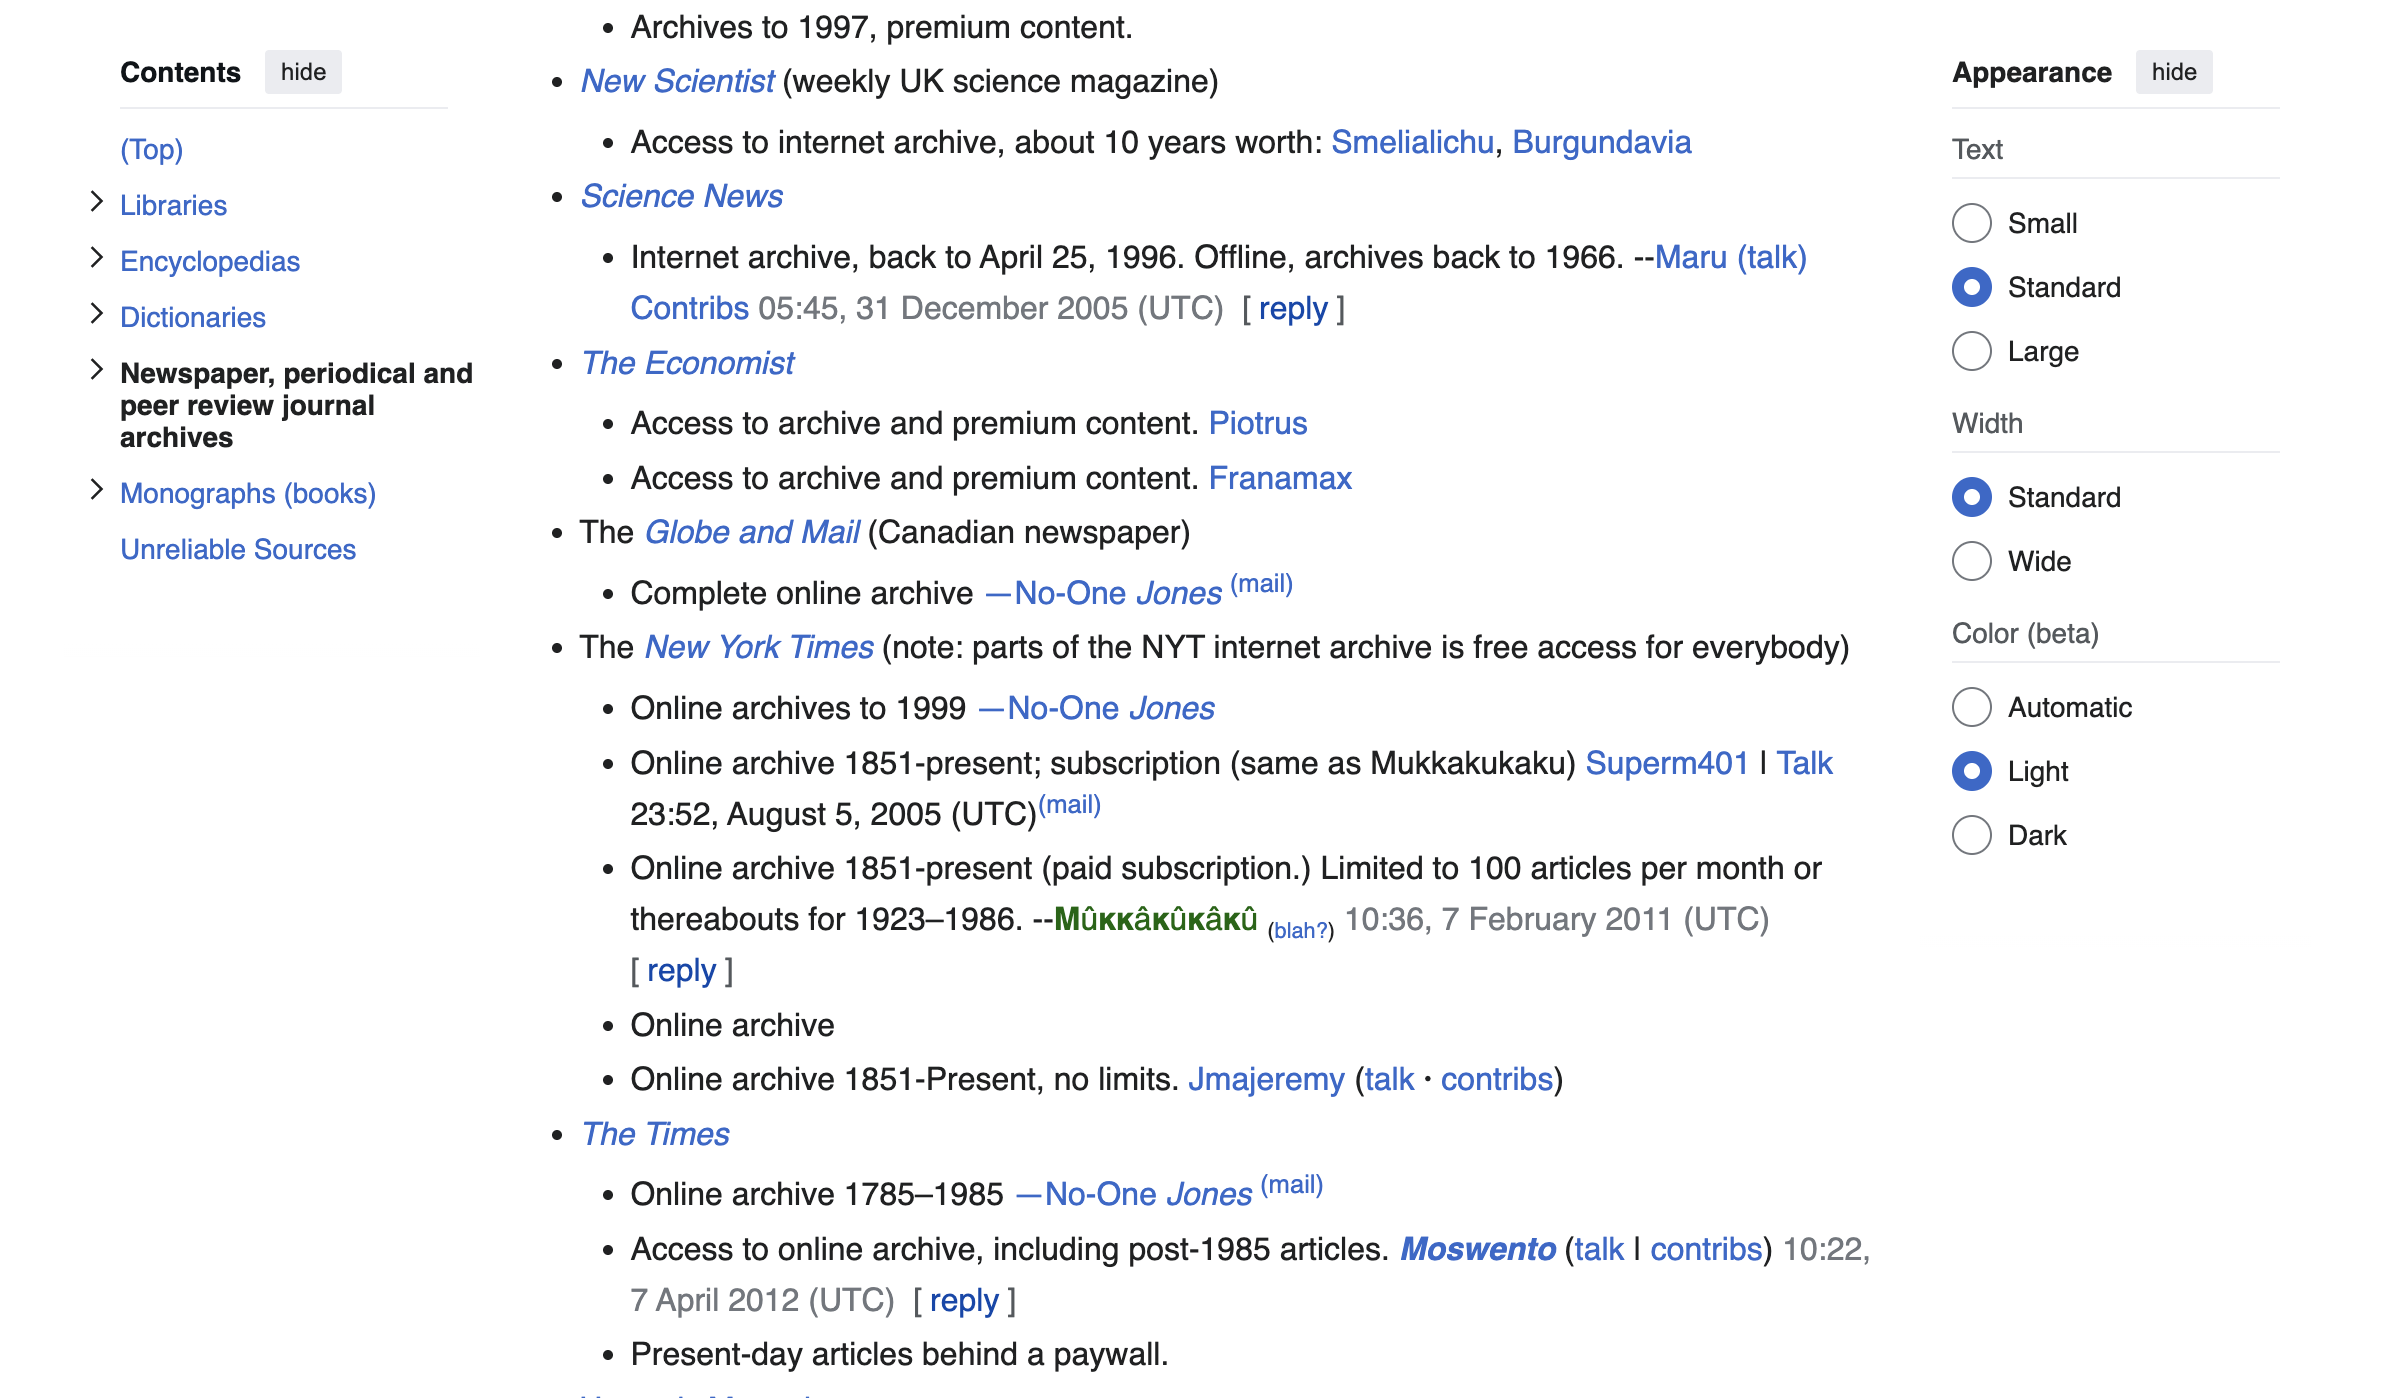 Contents hide
(Top)
Libraries
Encyclopedias
Dictionaries
Newspaper, periodical and
peer review journal
archives
Monographs (books)
Unreliable Sources
Archives to 1997, premium content.
New Scientist (weekly UK science magazine)
Access to internet archive, about 10 years worth: Smelialichu, Burgundavia
Science News
Internet archive, back to April 25, 1996. Offline, archives back to 1966. --Maru (talk)
Contribs 05:45, 31 December 2005 (UTC) [ reply ]
The Economist
Access to archive and premium content. Piotrus
Access to archive and premium content. Franamax
The Globe and Mail (Canadian newspaper)
Complete online archive —No-One Jones (mail)
The New York Times (note: parts of the NYT internet archive is free access for everybody)
Online archives to 1999 —No-One Jones
Online archive 1851-present; subscription (same as Mukkakukaku) Superm401 | Talk
23:52, August 5, 2005 (UTC)(mail)
Online archive 1851-present (paid subscription.) Limited to 100 articles per month or
thereabouts for 1923–1986. --Mûĸĸâĸûĸâĸû (blah?) 10:36, 7 February 2011 (UTC)
[ reply ]
Online archive
Online archive 1851-Present, no limits. Jmajeremy (talk · contribs)
The Times
Online archive 1785–1985 —No-One Jones (mail)
Access to online archive, including post-1985 articles. Moswento (talk | contribs) 10:22,
7 April 2012 (UTC) [ reply ]
Present-day articles behind a paywall.
Appearance hide
Text
Small
Standard
Large
Width
Standard
Wide
Color (beta)
Automatic
Light
Dark